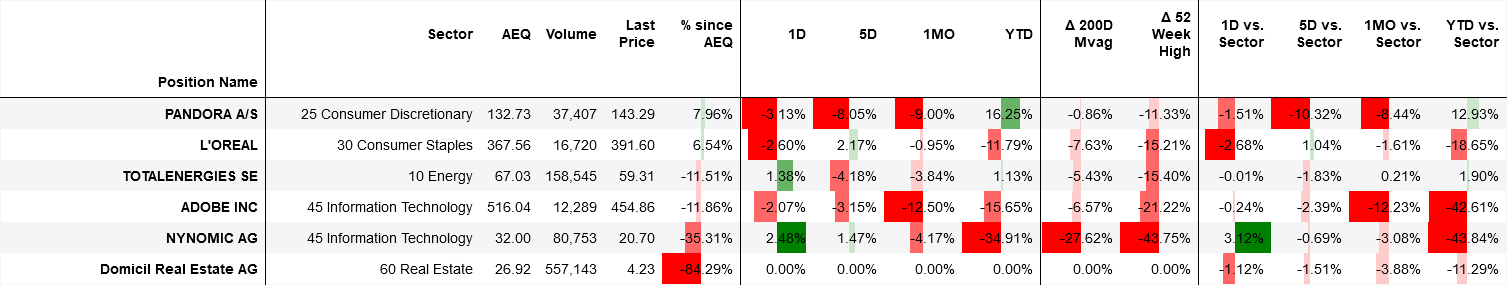 Position Name Sector AEQ Volume Last Price % since AEQ 1D 5D 1MO YTD Δ 200D Mvag Δ 52 Week High 1D vs. Sector 5D vs. Sector 1MO vs. Sector YTD vs. Sector
PANDORA A/S 25 Consumer Discretionary 132.73 37,407 143.29 7.96% -3.13% -8.05% -9.00% 16.25% -0.86% -11.33% -1.51% -10.32% -8.44% 12.93%
L'OREAL 30 Consumer Staples 367.56 16,720 391.60 6.54% -2.60% 2.17% -0.95% -11.79% -7.63% -15.21% -2.68% 1.04% -1.61% -18.65%
TOTALENERGIES SE 10 Energy 67.03 158,545 59.31 -11.51% 1.38% -4.18% -3.84% 1.13% -5.43% -15.40% -0.01% -1.83% 0.21% 1.90%
ADOBE INC 45 Information Technology 516.04 12,289 454.86 -11.86% -2.07% -3.15% -12.50% -15.65% -6.57% -21.22% -0.24% -2.39% -12.23% -42.61%
NYNOMIC AG 45 Information Technology 32.00 80,753 20.70 -35.31% 2.48% 1.47% -4.17% -34.91% -27.62% -43.75% 3.12% -0.69% -3.08% -43.84%
Domicil Real Estate AG 60 Real Estate 26.92 557,143 4.23 -84.29% 0.00% 0.00% 0.00% 0.00% 0.00% 0.00% -1.12% -1.51% -3.88% -11.29%